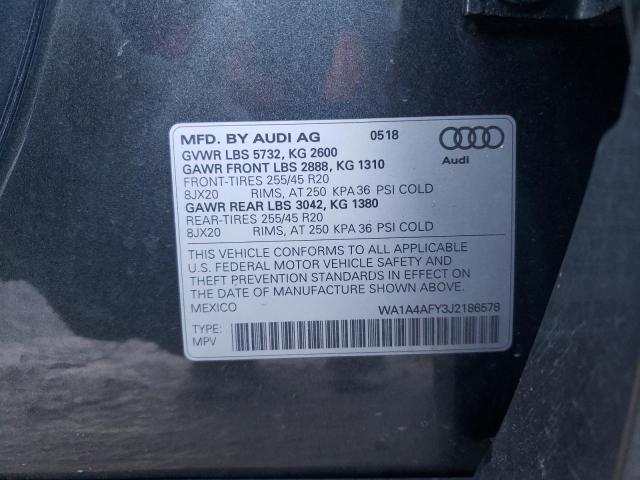 MFD. BY AUDI AG 0518
GVWR LBS 5732, KG 2600
GAWR FRONT LBS 2888, KG 1310
FRONT-TIRES 255/45 R20
8JX20 RIMS, AT 250 KPA 36 PSI COLD
GAWR REAR LBS 3042, KG 1380
REAR-TIRES 255/45 R20
8JX20 RIMS, AT 250 KPA 36 PSI COLD
Audi
THIS VEHICLE CONFORMS TO ALL APPLICABLE
U.S. FEDERAL MOTOR VEHICLE SAFETY AND
THEFT PREVENTION STANDARDS IN EFFECT ON
THE DATE OF MANUFACTURE SHOWN ABOVE.
MEXICO WA1A4AFY3J2186578
TYPE:
MPV